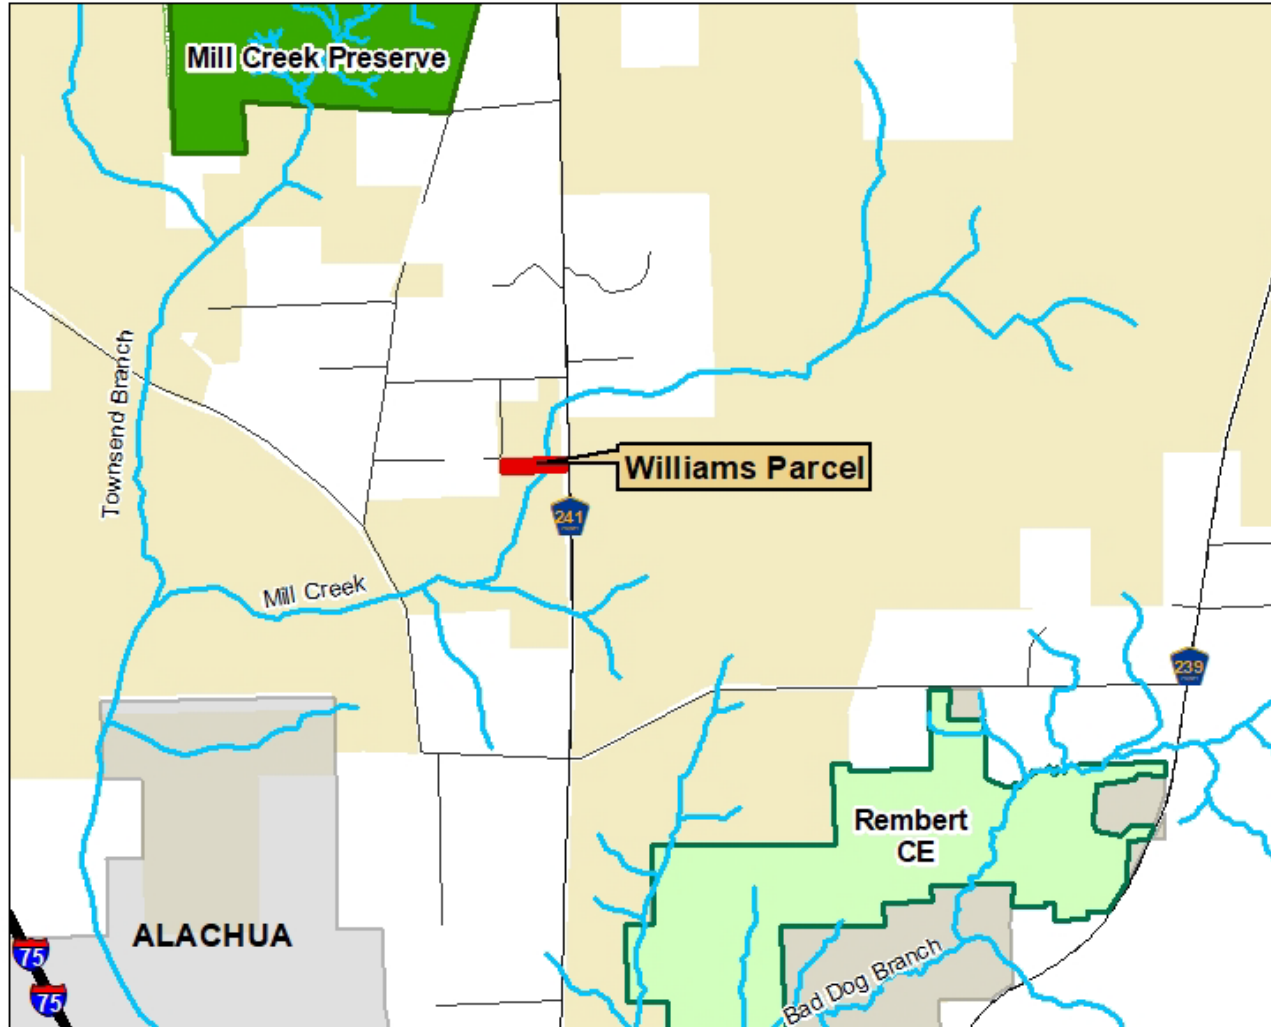 Mill Creek Preserve
Townsend Branch
Williams Parcel
241
Mill Creek
239
Rembert
CE
ALACHUA
75
75
Bad Dog Branch